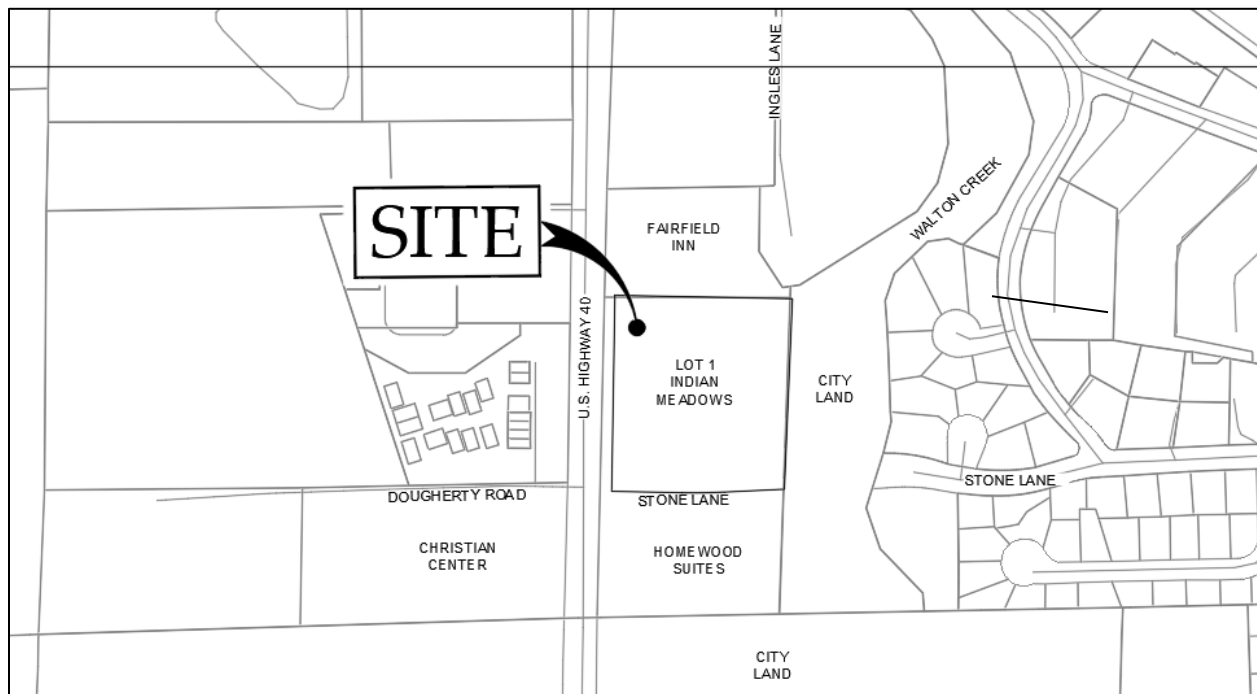 INGLES LANE
WALTON CREEK
SITE
FAIRFIELD
INN
U.S. HIGHWAY 40
LOT 1
INDIAN
MEADOWS
CITY
LAND
STONE LANE
DOUGHERTY ROAD
STONE LANE
CHRISTIAN
CENTER
HOMEWOOD
SUITES
CITY
LAND